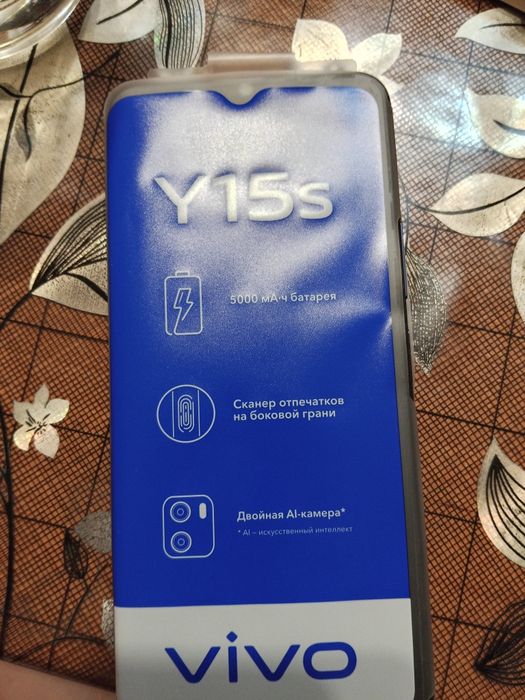 Y15s
5000 мА·ч батарея
Сканер отпечатков
на боковой грани
Двойная AI-камера*
* AI – искусственный интеллект
vivo